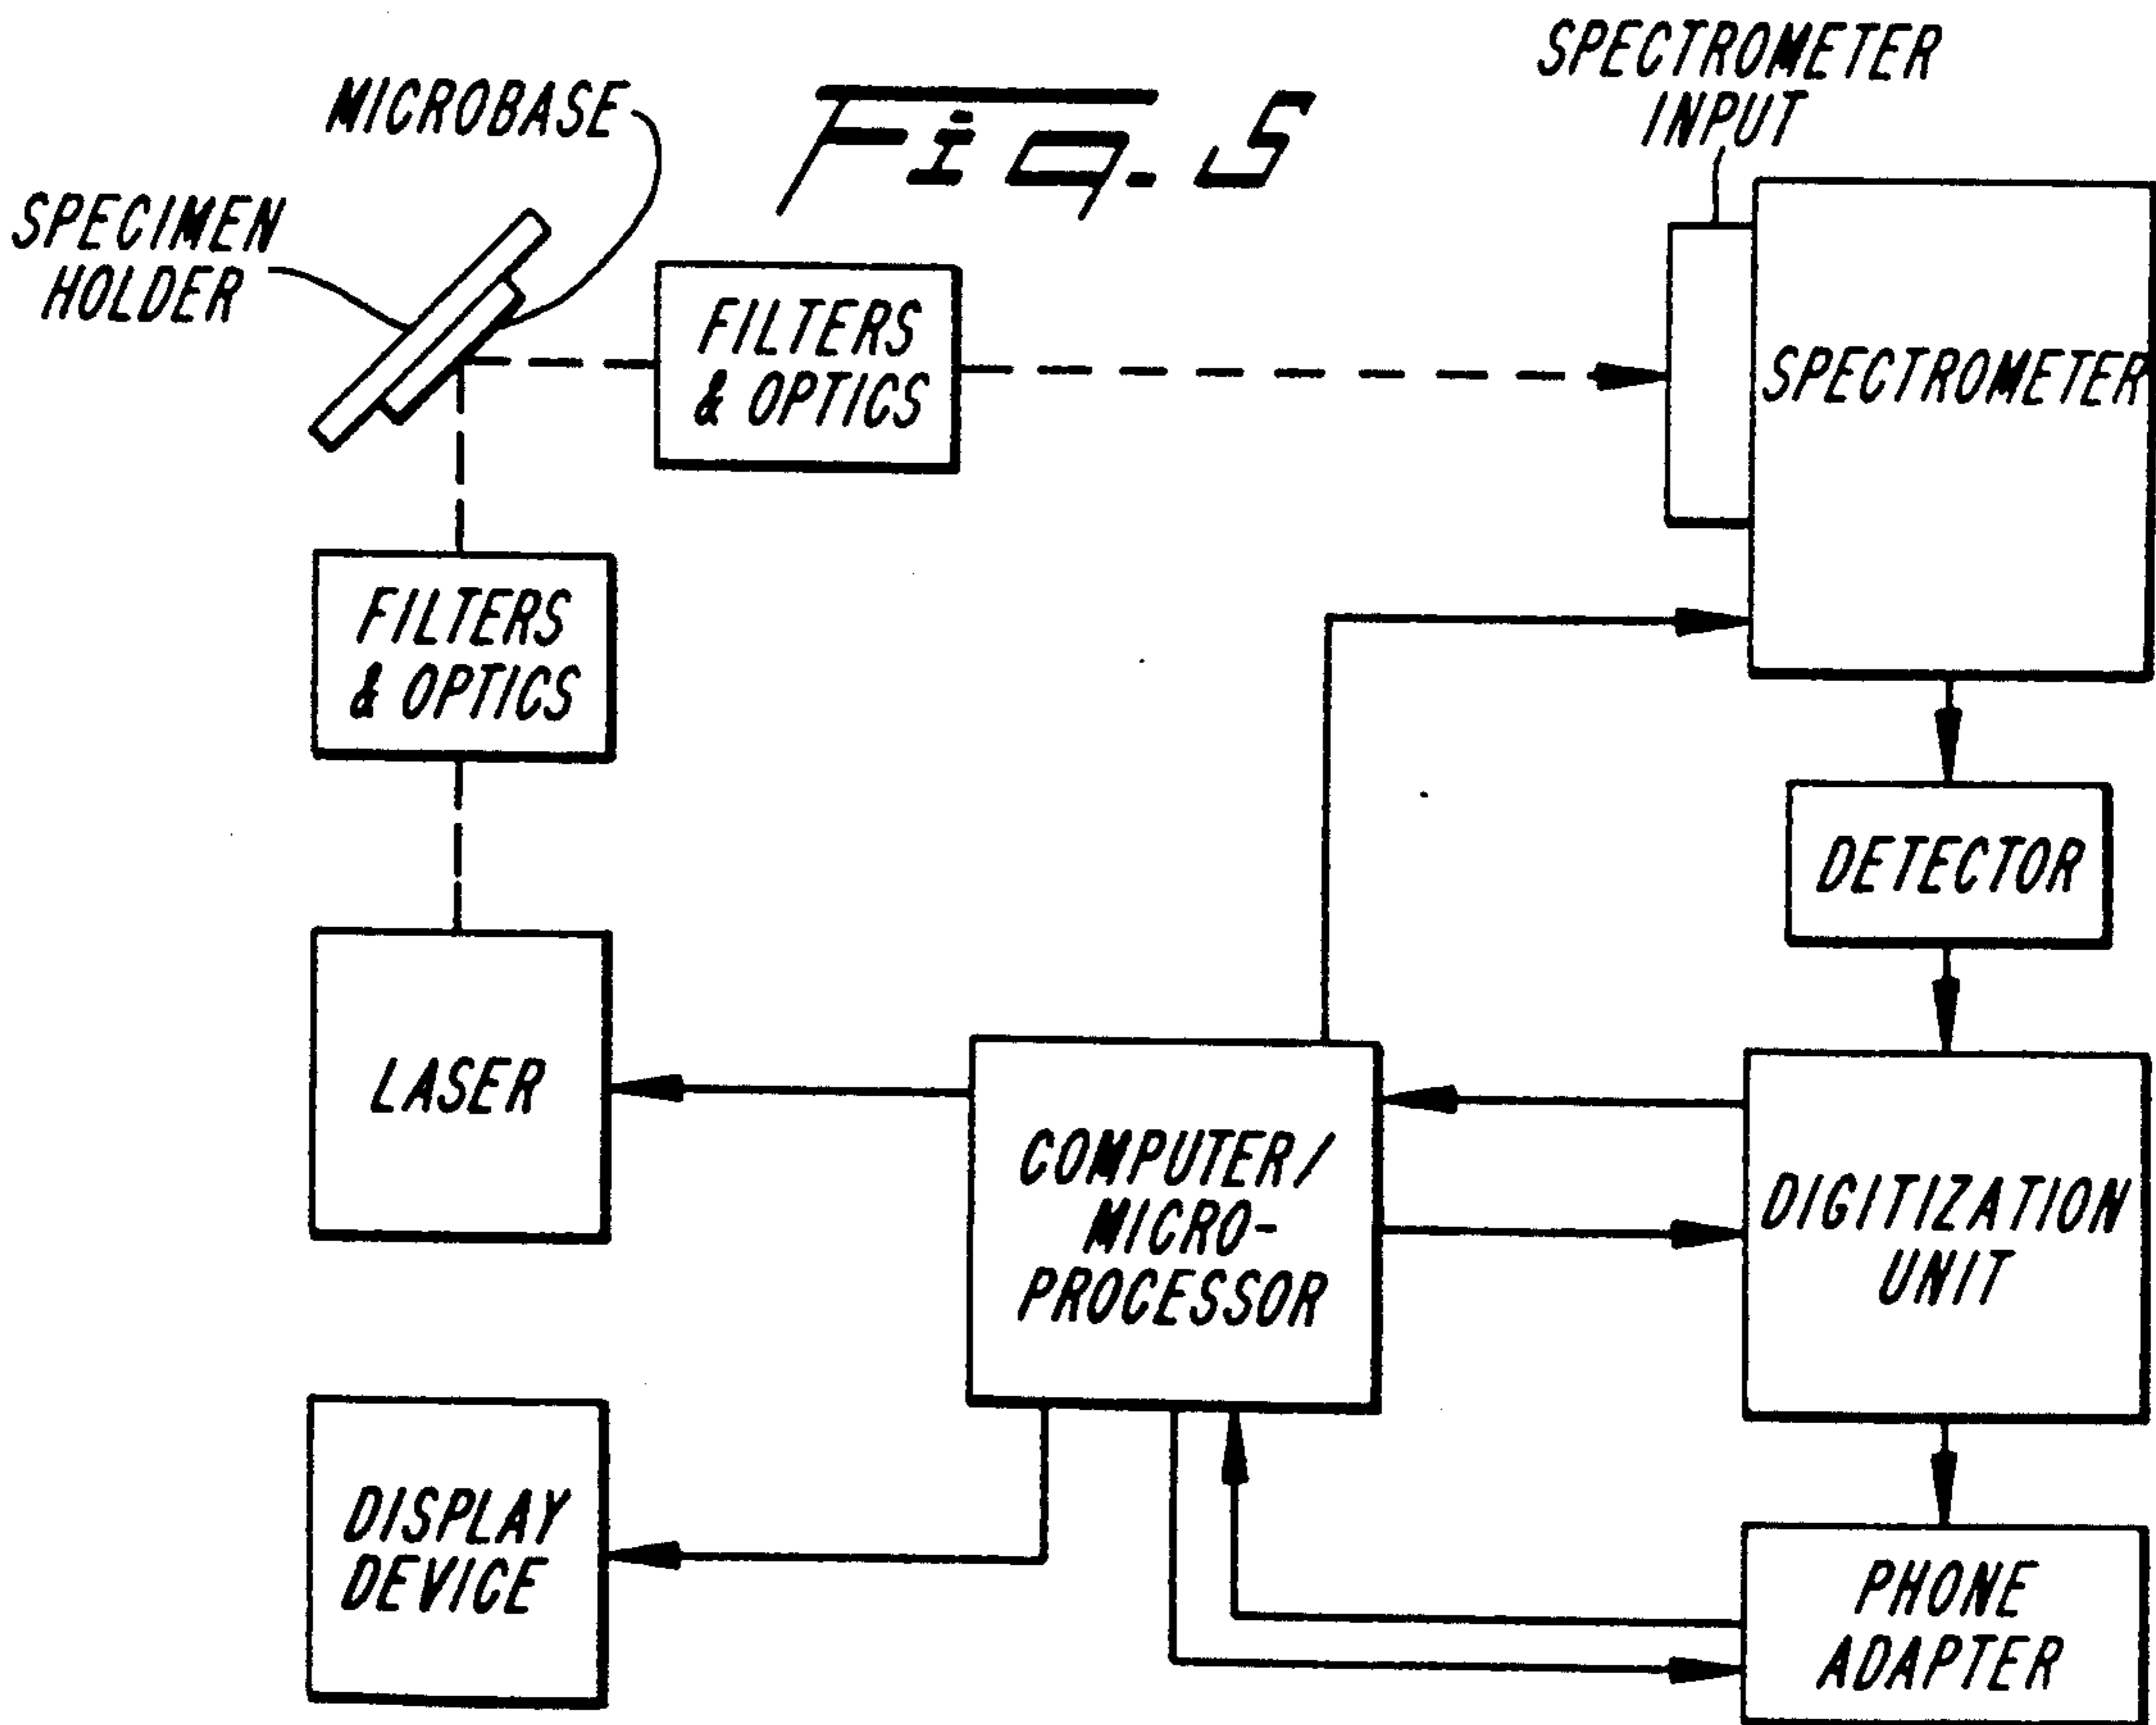 SPECTROMETER
INPUT
MICROBASE
Fig. 5
SPECIMEN
HOLDER
FILTERS
& OPTICS
SPECTROMETER
FILTERS
& OPTICS
DETECTOR
LASER
COMPUTER/
MICRO-
PROCESSOR
DIGITIZATION
UNIT
DISPLAY
DEVICE
PHONE
ADAPTER